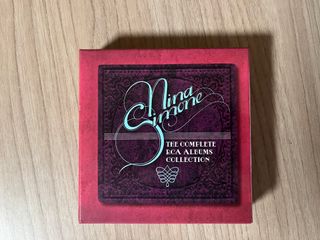 Nina
Simone
THE COMPLETE
RCA ALBUMS
COLLECTION